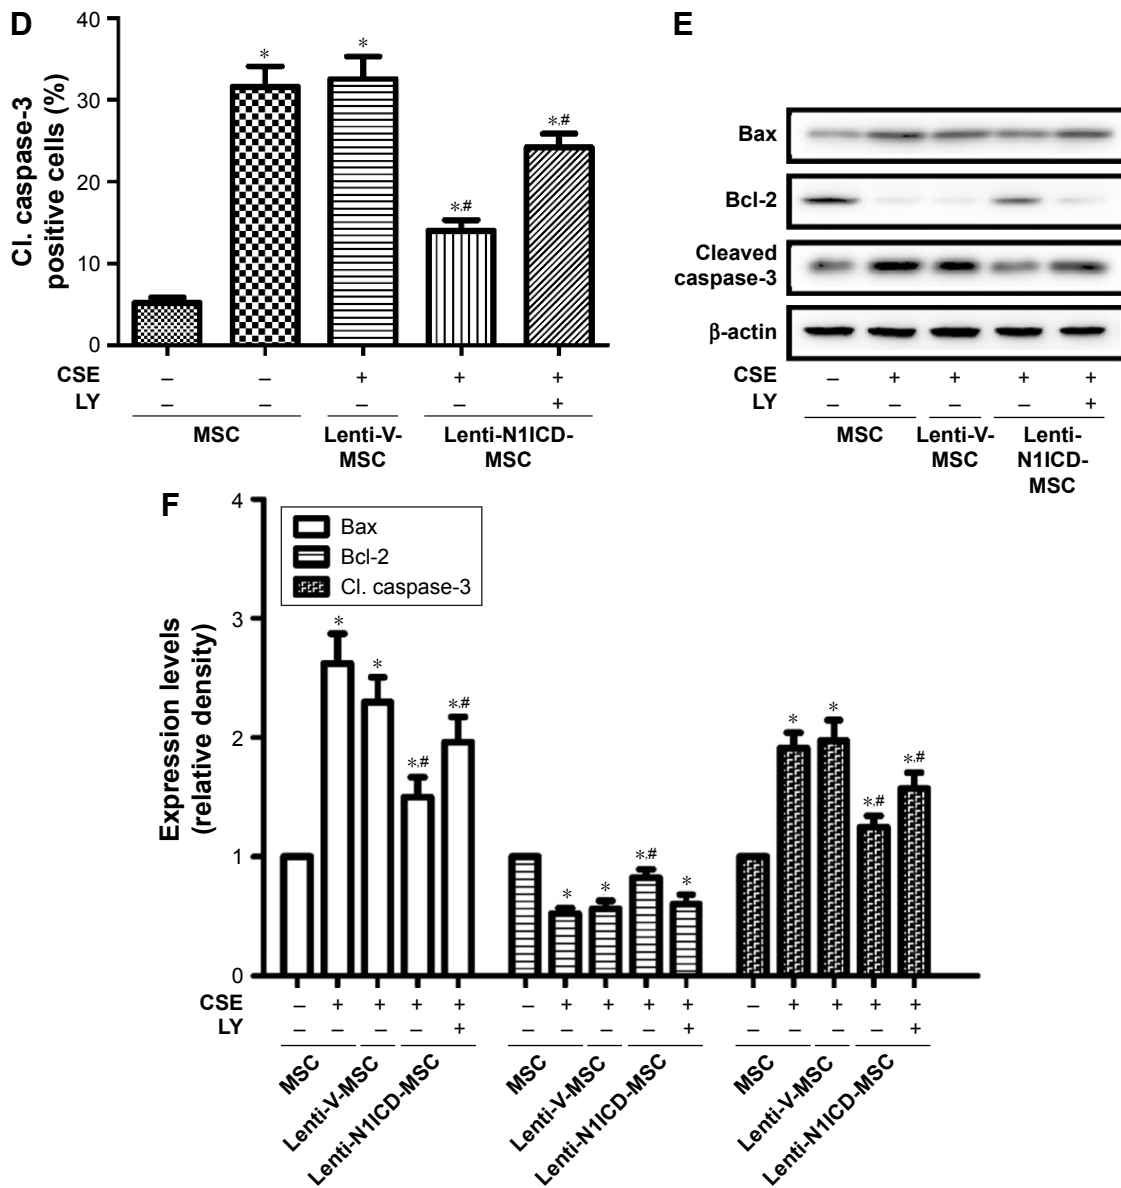 D
Cl. caspase-3
positive cells (%)
40
30
20
10
0
*
*
*,#
*,#
CSE – – + + +
LY – – – – +
MSC
Lenti-V-
MSC
Lenti-N1ICD-
MSC
E
Bax
Bcl-2
Cleaved
caspase-3
β-actin
CSE – + + + +
LY – – – – +
MSC
Lenti-V-
MSC
Lenti-
N1ICD-
MSC
F
Expression levels
(relative density)
4
3
2
1
0
Bax
Bcl-2
Cl. caspase-3
*
*
*,#
*,#
*
*
*,#
*
*
*
*,#
*,#
CSE – + + + + – + + + + – + + + +
LY – – – – + – – – – + – – – – +
MSC
Lenti-V-MSC
Lenti-N1ICD-MSC
MSC
Lenti-V-MSC
Lenti-N1ICD-MSC
MSC
Lenti-V-MSC
Lenti-N1ICD-MSC